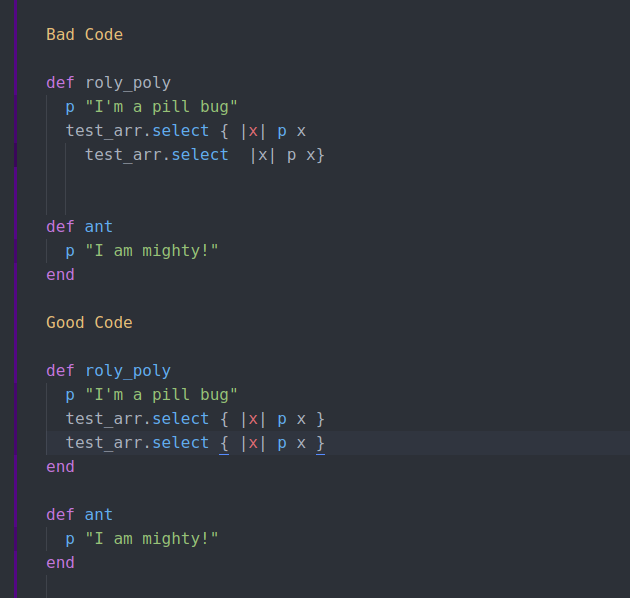 Bad Code
def roly_poly
p "I'm a pill bug"
test_arr.select { |x| p x
test_arr.select  |x| p x}
def ant
p "I am mighty!"
end
Good Code
def roly_poly
p "I'm a pill bug"
test_arr.select { |x| p x }
test_arr.select { |x| p x }
end
def ant
p "I am mighty!"
end